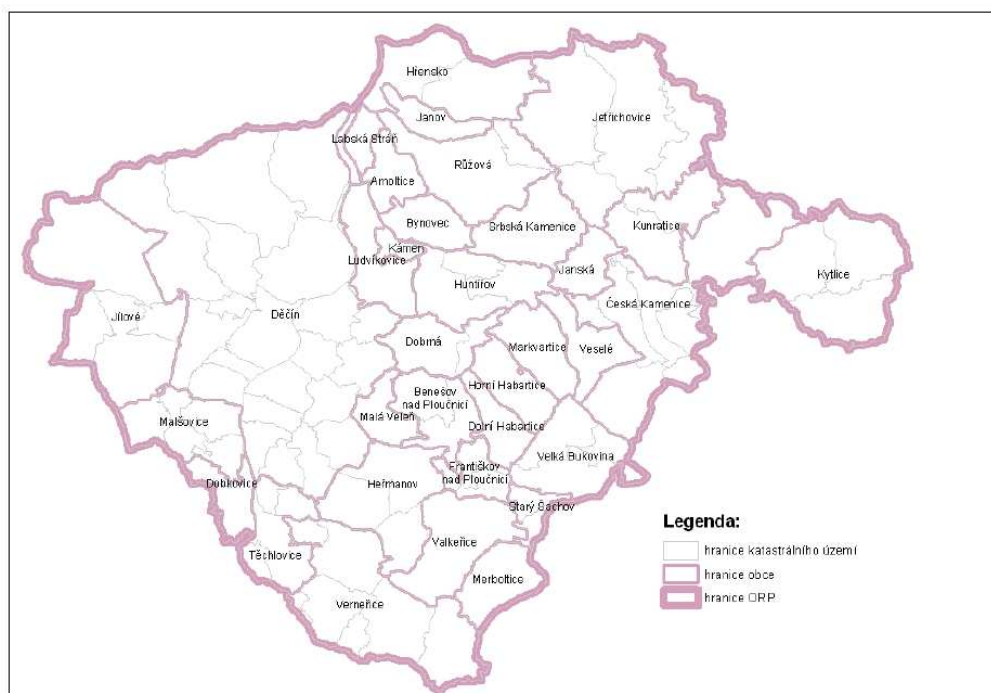 Hřensko
Janov
Jetřichovice
Labská Stráň
Růžová
Arnoltice
Bynovec
Srbská Kamenice
Kunratice
Kámen
Ludvíkovice
Janská
Kytlice
Huntířov
Česká Kamenice
Jílové
Děčín
Dobrná
Markvartice
Veselé
Benešov
nad Ploučnicí
Horní Habartice
Malá Veleň
Malšovice
Dolní Habartice
Velká Bukovina
Františkov
nad Ploučnicí
Dobkovice
Heřmanov
Starý Šachov
Valkeřice
Těchlovice
Merboltice
Verneřice
Legenda:
hranice katastrálního území
hranice obce
hranice ORP